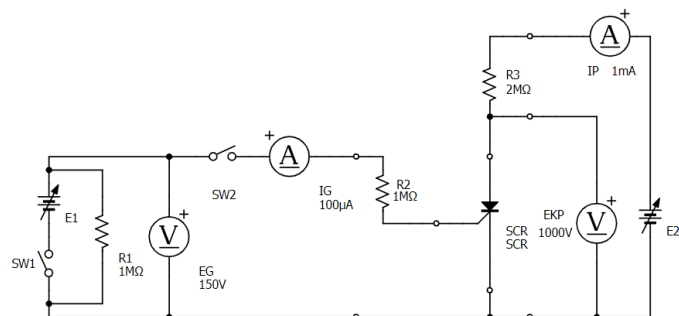 +
A
IP 1mA
R3
2MΩ
+
A
SW2
IG
100µA
R2
1MΩ
E1
+
V
R1
1MΩ
SW1
EG
150V
SCR
SCR
EKP
1000V
+
V
E2